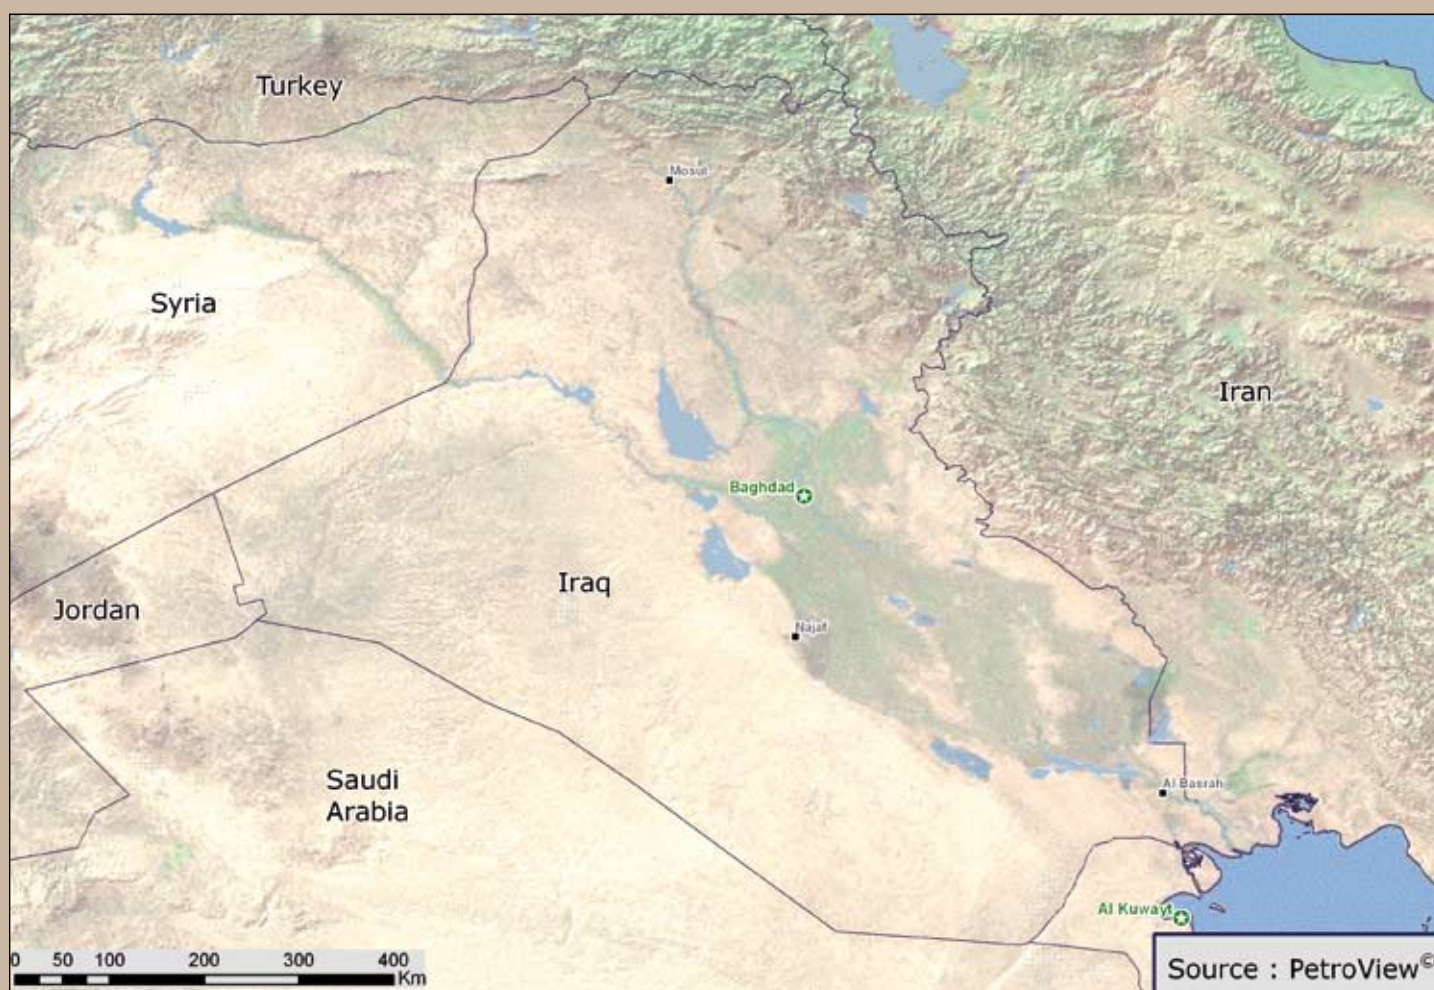 Turkey
Mosul
Syria
Iran
Baghdad
Iraq
Jordan
Najaf
Saudi
Arabia
Al Basrah
Al Kuwayt
0 50 100 200 300 400
Km
Source : PetroView©